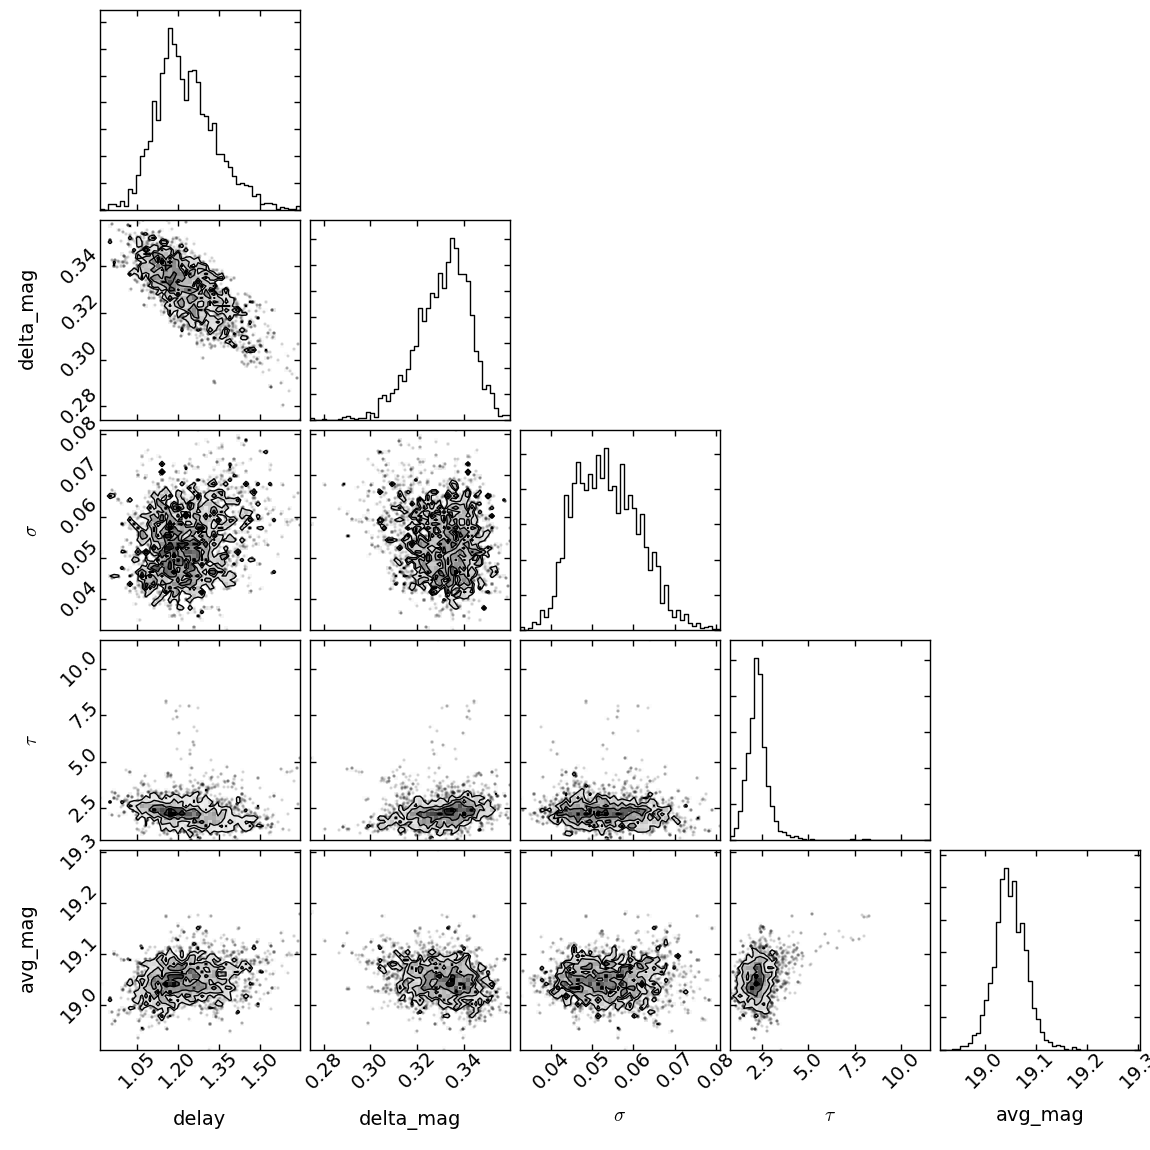 delta_mag
0.34
0.32
0.30
0.28
σ
0.08
0.07
0.06
0.05
0.04
τ
10.0
7.5
5.0
2.5
avg_mag
19.3
19.2
19.1
19.0
1.05 1.20 1.35 1.50
0.28 0.30 0.32 0.34
0.04 0.05 0.06 0.07 0.08
2.5 5.0 7.5 10.0
19.0 19.1 19.2 19.3
delay
delta_mag
σ
τ
avg_mag